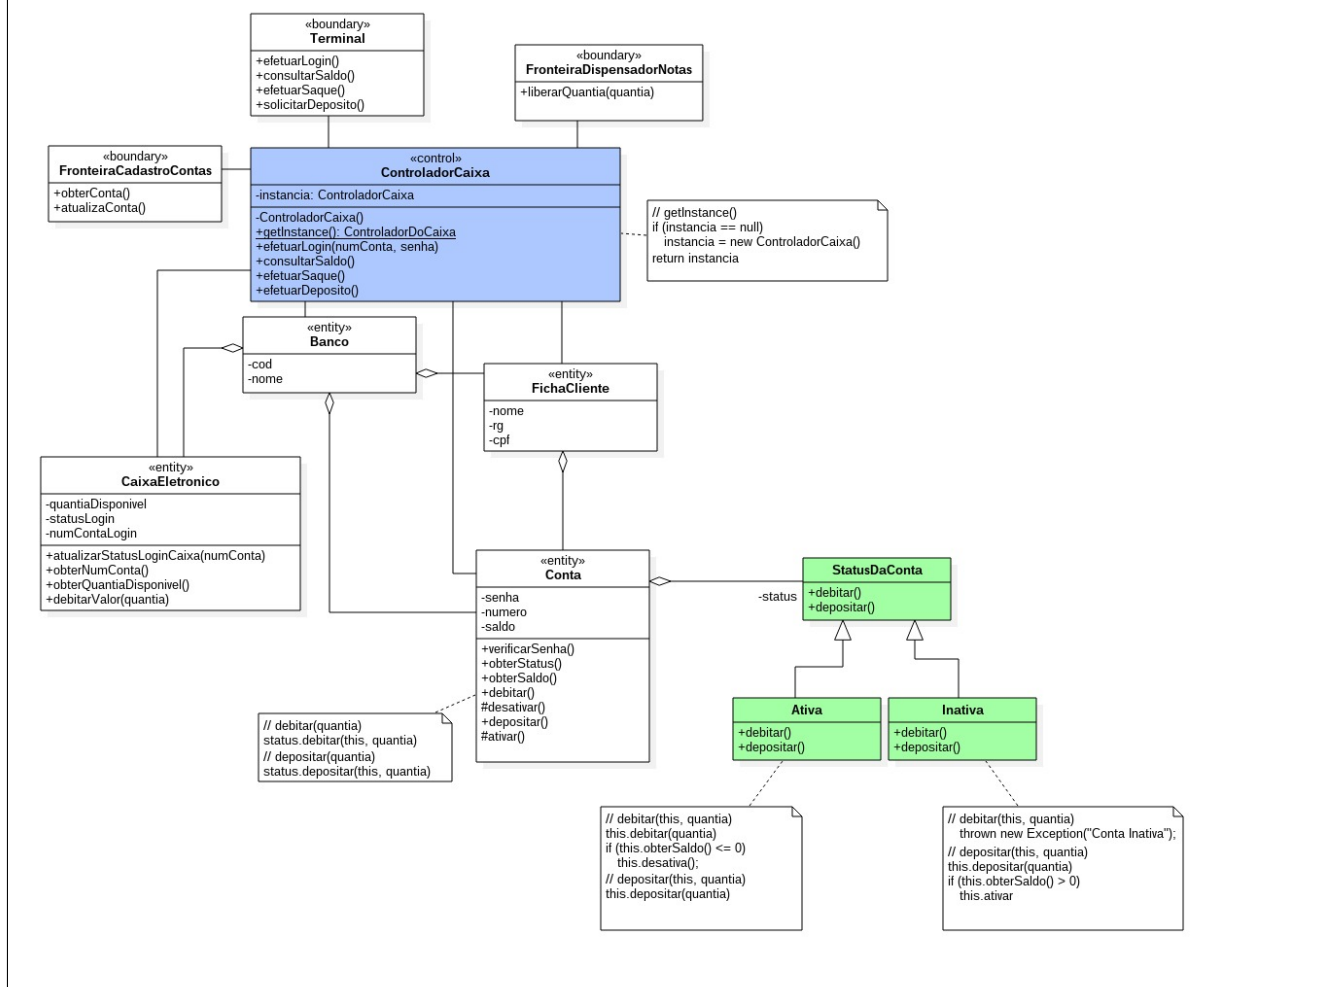 «boundary»
Terminal
+efetuarLogin()
+consultarSaldo()
+efetuarSaque()
+solicitarDeposito()
«boundary»
FronteiraDispensadorNotas
+liberarQuantia(quantia)
«boundary»
FronteiraCadastroContas
+obterConta()
+atualizaConta()
«control»
ControladorCaixa
-instancia: ControladorCaixa
-ControladorCaixa()
+getInstance(): ControladorDoCaixa
+efetuarLogin(numConta, senha)
+consultarSaldo()
+efetuarSaque()
+efetuarDeposito()
// getInstance()
if (instancia == null)
instancia = new ControladorCaixa()
return instancia
«entity»
Banco
-cod
-nome
«entity»
FichaCliente
-nome
-rg
-cpf
«entity»
CaixaEletronico
-quantiaDisponivel
-statusLogin
-numContaLogin
+atualizarStatusLoginCaixa(numConta)
+obterNumConta()
+obterQuantiaDisponivel()
+debitarValor(quantia)
«entity»
Conta
-senha
-numero
-saldo
+verificarSenha()
+obterStatus()
+obterSaldo()
+debitar()
#desativar()
+depositar()
#ativar()
-status
StatusDaConta
+debitar()
+depositar()
Ativa
+debitar()
+depositar()
Inativa
+debitar()
+depositar()
// debitar(quantia)
status.debitar(this, quantia)
// depositar(quantia)
status.depositar(this, quantia)
// debitar(this, quantia)
this.debitar(quantia)
if (this.obterSaldo() <= 0)
this.desativa();
// depositar(this, quantia)
this.depositar(quantia)
// debitar(this, quantia)
thrown new Exception("Conta Inativa");
// depositar(this, quantia)
this.depositar(quantia)
if (this.obterSaldo() > 0)
this.ativar